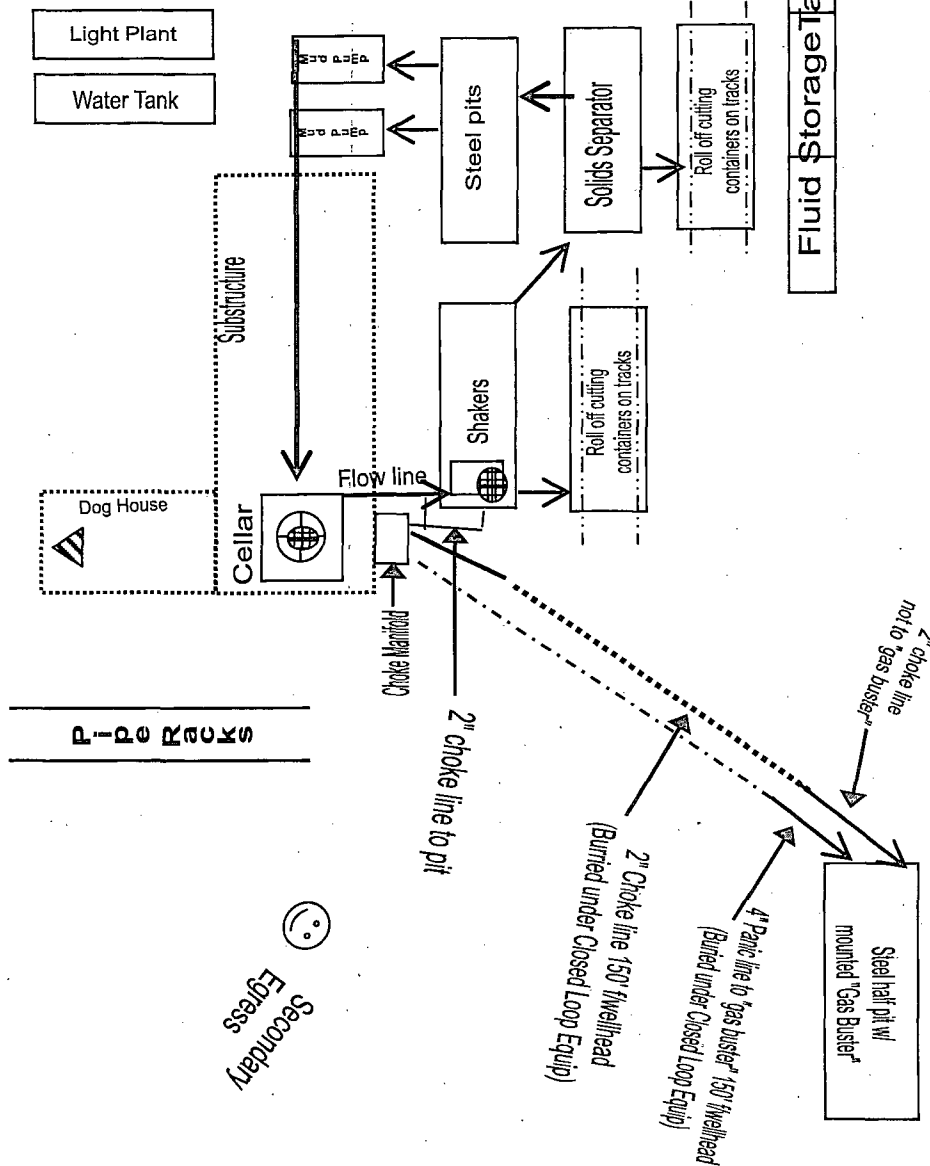 Light Plant
Water Tank
Mud Pump
Mud Pump
Steel pits
Solids Separator
Roll off cutting
containers on tracks
Fluid Storage Ta
Substructure
Shakers
Roll off cutting
containers on tracks
Flow line
Dog House
Cellar
Choke Manifold
2" choke line to pit
2" choke line
not to "gas buster"
Pipe Racks
2" Choke line 150' f/wellhead
(Burried under Closed Loop Equip)
4" Panic line to "gas buster" 150' f/wellhead
(Buried under Closed Loop Equip)
Steel half pit w/
mounted "Gas Buster"
Secondary
Egress